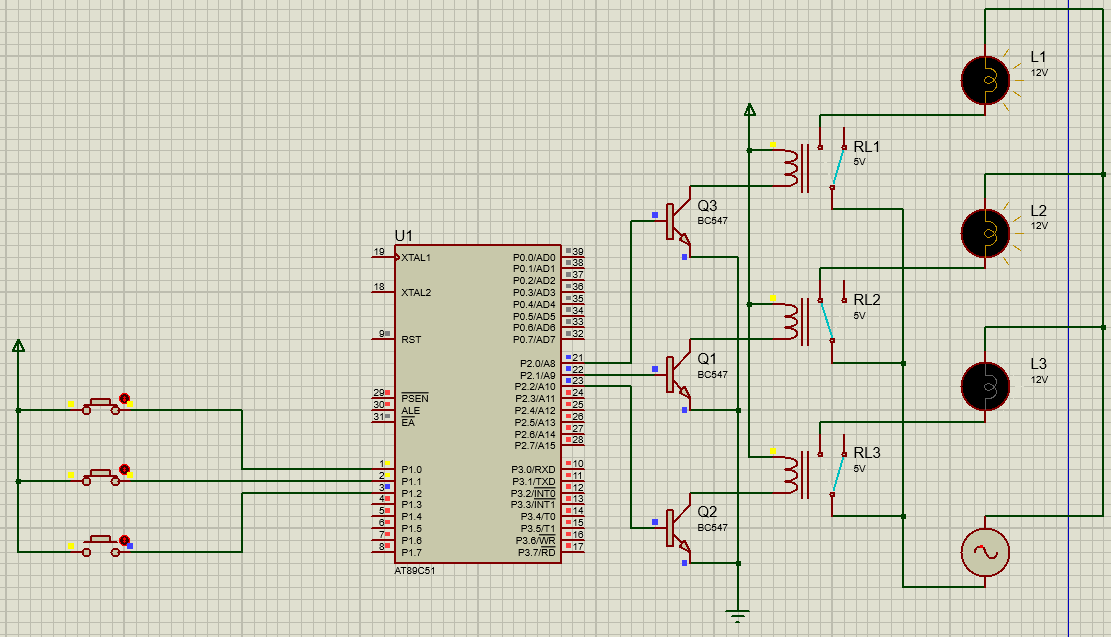 L1
12V
RL1
5V
Q3
BC547
L2
12V
U1
19
XTAL1
18
XTAL2
9
RST
29
PSEN
30
ALE
31
EA
1
P1.0
2
P1.1
3
P1.2
4
P1.3
5
P1.4
6
P1.5
7
P1.6
8
P1.7
P0.0/AD0
39
P0.1/AD1
38
P0.2/AD2
37
P0.3/AD3
36
P0.4/AD4
35
P0.5/AD5
34
P0.6/AD6
33
P0.7/AD7
32
P2.0/A8
21
P2.1/A9
22
P2.2/A10
23
P2.3/A11
24
P2.4/A12
25
P2.5/A13
26
P2.6/A14
27
P2.7/A15
28
P3.0/RXD
10
P3.1/TXD
11
P3.2/INT0
12
P3.3/INT1
13
P3.4/T0
14
P3.5/T1
15
P3.6/WR
16
P3.7/RD
17
AT89C51
RL2
5V
Q1
BC547
L3
12V
RL3
5V
Q2
BC547